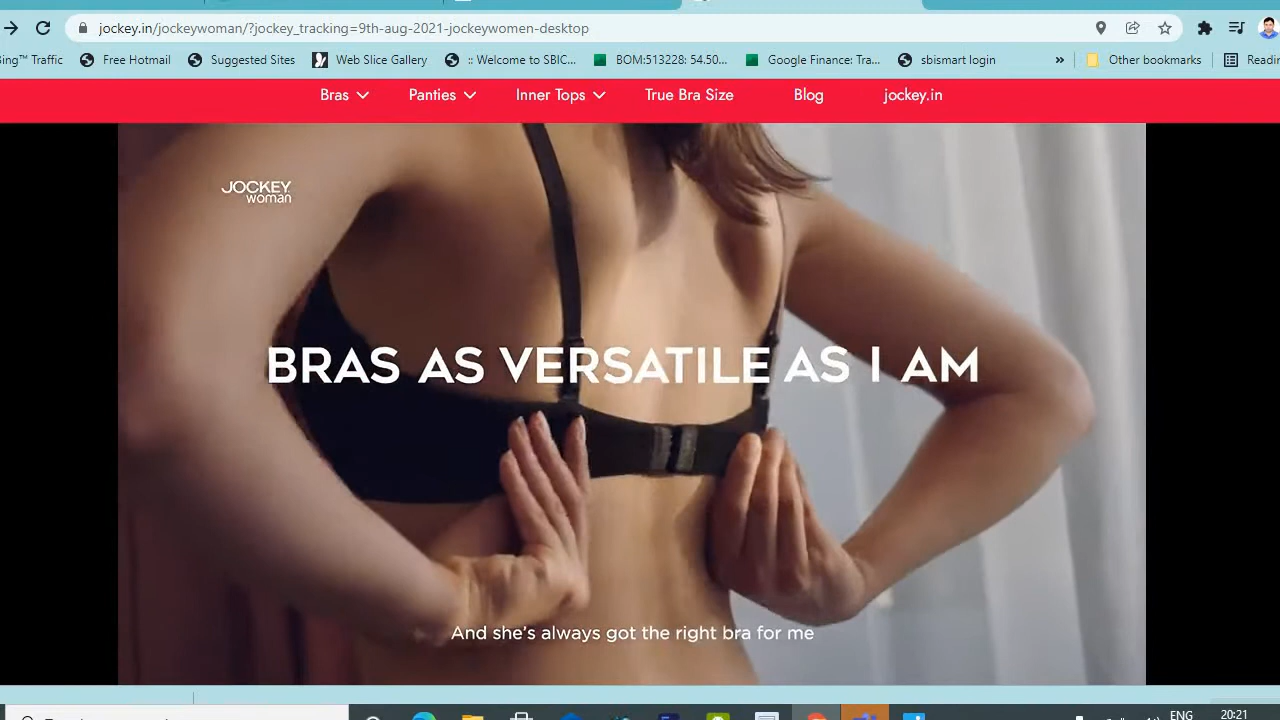 jockey.in/jockeywoman/?jockey_tracking=9th-aug-2021-jockeywomen-desktop
Bing™ Traffic Free Hotmail Suggested Sites Web Slice Gallery :: Welcome to SBIC... BOM:513228: 54.50... Google Finance: Tra... sbismart login » Other bookmarks
Bras Panties Inner Tops True Bra Size Blog jockey.in
JOCKEY
woman
BRAS AS VERSATILE AS I AM
And she's always got the right bra for me
ENG 20:21